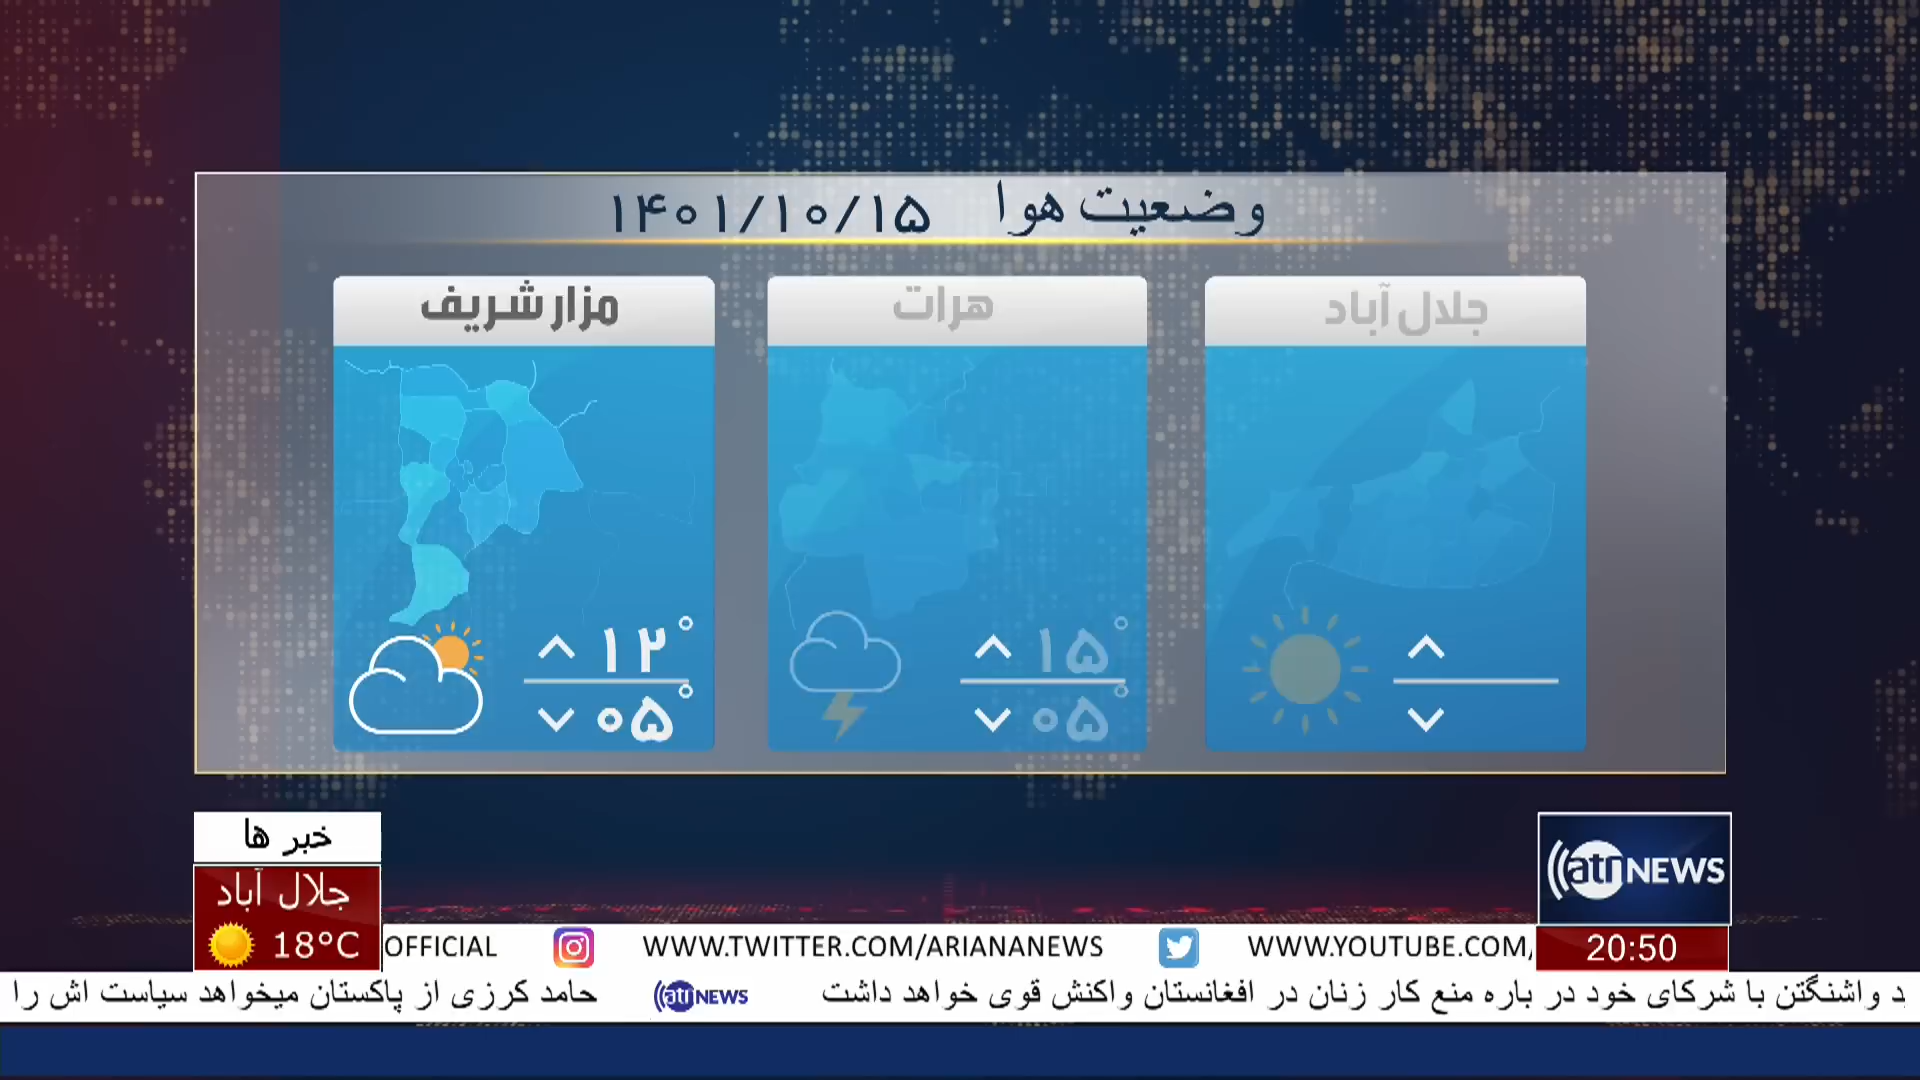 وضعیت هوا ۱۴۰۱/۱۰/۱۵
جلال آباد
هرات
مزار شریف
۱۵°
۰۵°
۱۲°
۰۵°
خبر ها
جلال آباد
18°C
atn NEWS
OFFICIAL WWW.TWITTER.COM/ARIANANEWS WWW.YOUTUBE.COM/
20:50
د واشنگتن با شرکای خود در باره منع کار زنان در افغانستان واکنش قوی خواهد داشت atn NEWS حامد کرزی از پاکستان میخواهد سیاست اش را